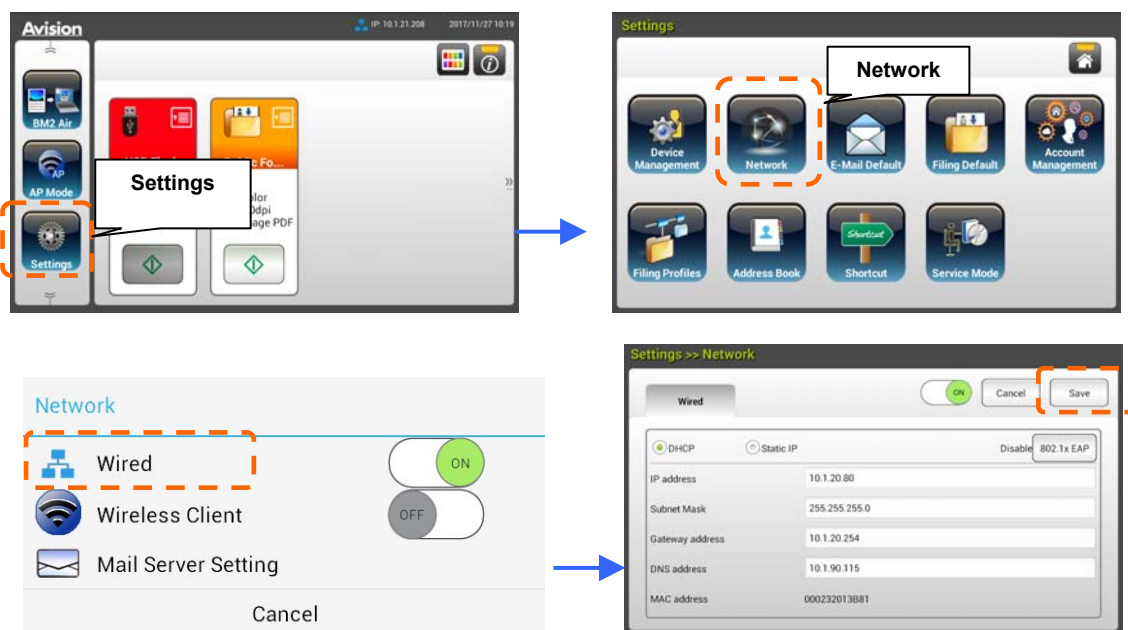 Avision
IP: 10.1.21.208 2017/11/27 10:19
BM2 Air
AP Mode
Settings
Fo...
Settings
dpi
age PDF
Settings
Network
Device Management
Network
E-Mail Default
Filing Default
Account Management
Filing Profiles
Address Book
Shortcut
Shortcut
Service Mode
Network
Wired ON
Wireless Client OFF
Mail Server Setting
Cancel
Settings >> Network
Wired ON Cancel Save
DHCP Static IP Disable 802.1x EAP
IP address 10.1.20.80
Subnet Mask 255.255.255.0
Gateway address 10.1.20.254
DNS address 10.1.90.115
MAC address 000232013B81